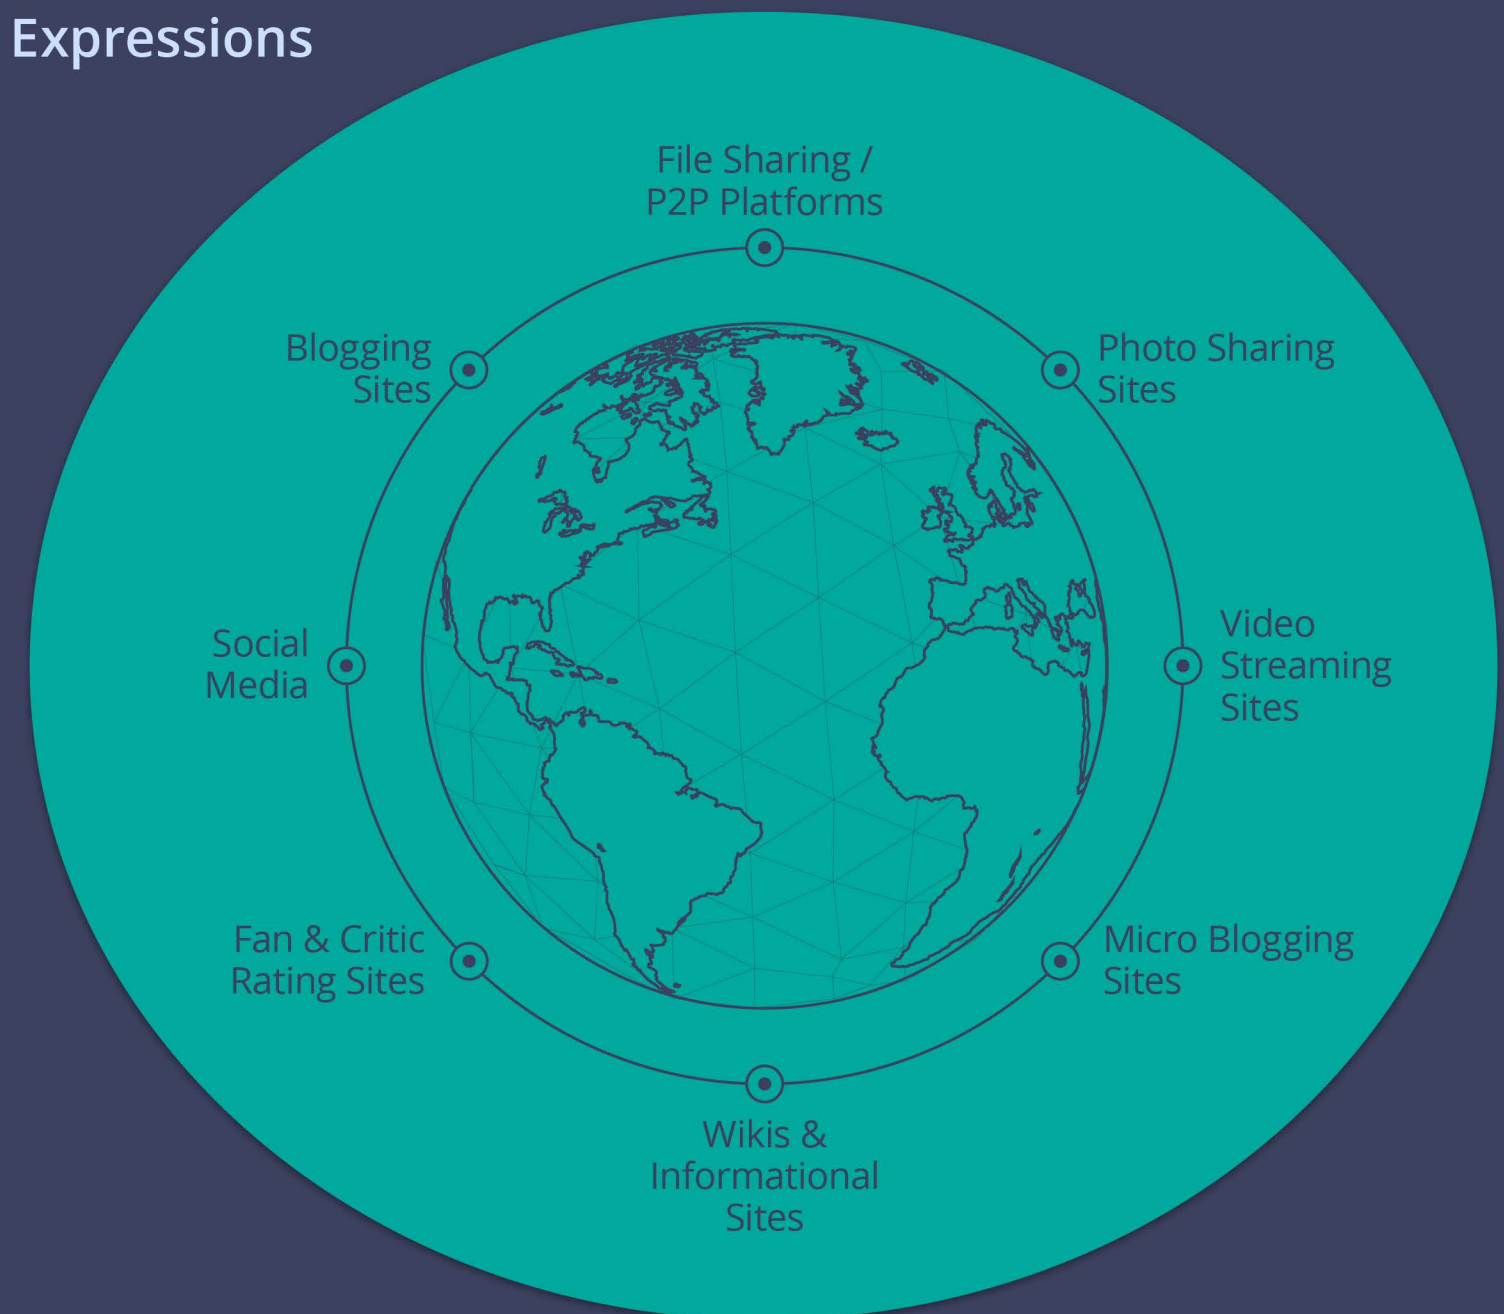 Expressions
File Sharing /
P2P Platforms
Blogging
Sites
Photo Sharing
Sites
Social
Media
Video
Streaming
Sites
Fan & Critic
Rating Sites
Micro Blogging
Sites
Wikis &
Informational
Sites